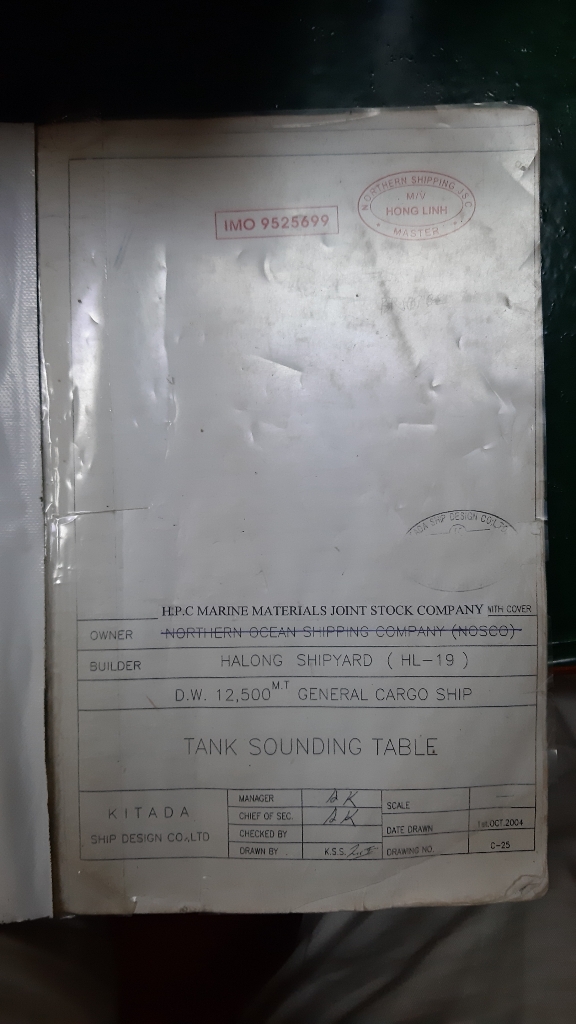 NORTHERN SHIPPING JSC
M/V
HONG LINH
MASTER
IMO 9525699
SHIP DESIGN CO.,LTD
H.P.C MARINE MATERIALS JOINT STOCK COMPANY WITH COVER
OWNER NORTHERN OCEAN SHIPPING COMPANY (NOSCO)
BUILDER HALONG SHIPYARD ( HL-19 )
D.W. 12,500 M.T GENERAL CARGO SHIP
TANK SOUNDING TABLE
KITADA
SHIP DESIGN CO.,LTD
MANAGER
CHIEF OF SEC.
CHECKED BY
DRAWN BY K.S.S.
SCALE —
DATE DRAWN 1st.OCT.2004
DRAWING NO. C-25